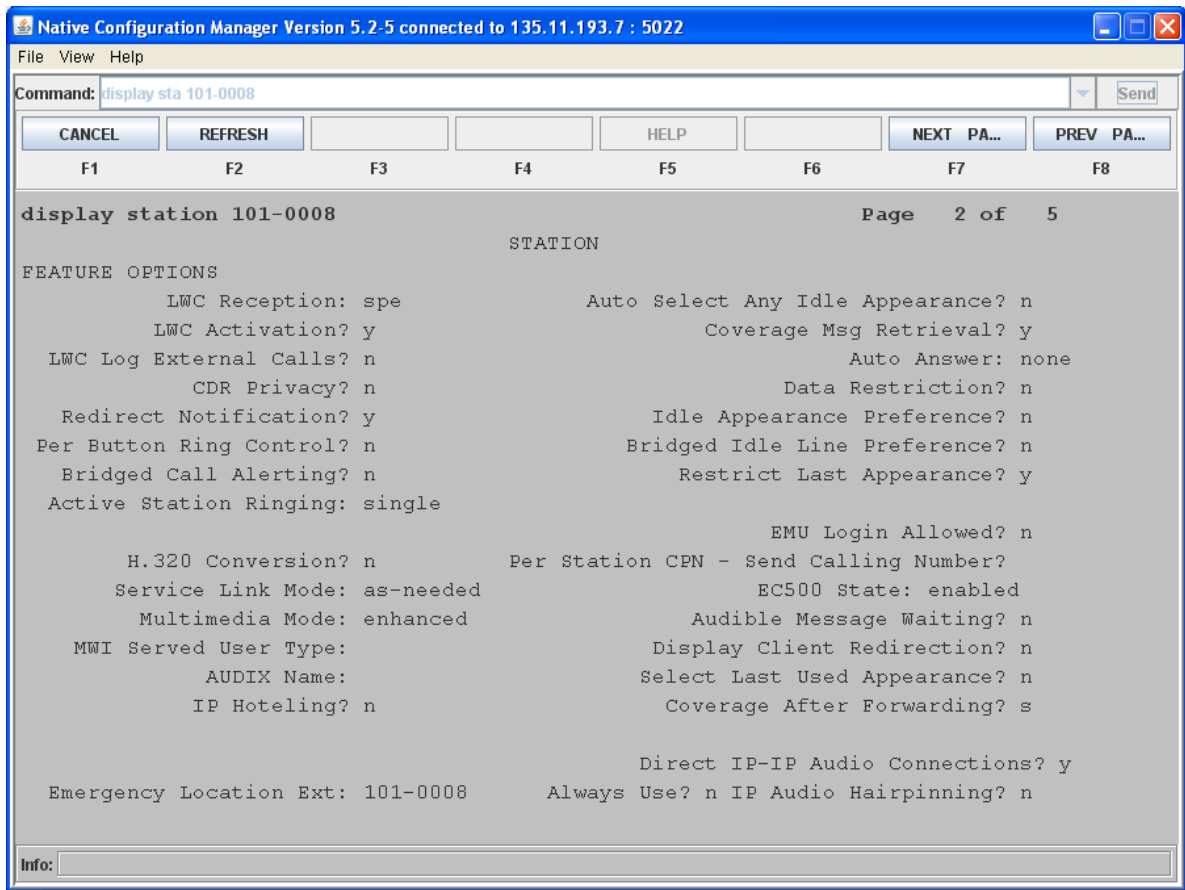 Native Configuration Manager Version 5.2-5 connected to 135.11.193.7 : 5022
File View Help
Command: display sta 101-0008 Send
CANCEL REFRESH HELP NEXT PA... PREV PA...
F1 F2 F3 F4 F5 F6 F7 F8
display station 101-0008 Page 2 of 5
STATION
FEATURE OPTIONS
LWC Reception: spe Auto Select Any Idle Appearance? n
LWC Activation? y Coverage Msg Retrieval? y
LWC Log External Calls? n Auto Answer: none
CDR Privacy? n Data Restriction? n
Redirect Notification? y Idle Appearance Preference? n
Per Button Ring Control? n Bridged Idle Line Preference? n
Bridged Call Alerting? n Restrict Last Appearance? y
Active Station Ringing: single
EMU Login Allowed? n
H.320 Conversion? n Per Station CPN - Send Calling Number?
Service Link Mode: as-needed EC500 State: enabled
Multimedia Mode: enhanced Audible Message Waiting? n
MWI Served User Type: Display Client Redirection? n
AUDIX Name: Select Last Used Appearance? n
IP Hoteling? n Coverage After Forwarding? s
Direct IP-IP Audio Connections? y
Emergency Location Ext: 101-0008 Always Use? n IP Audio Hairpinning? n
Info: